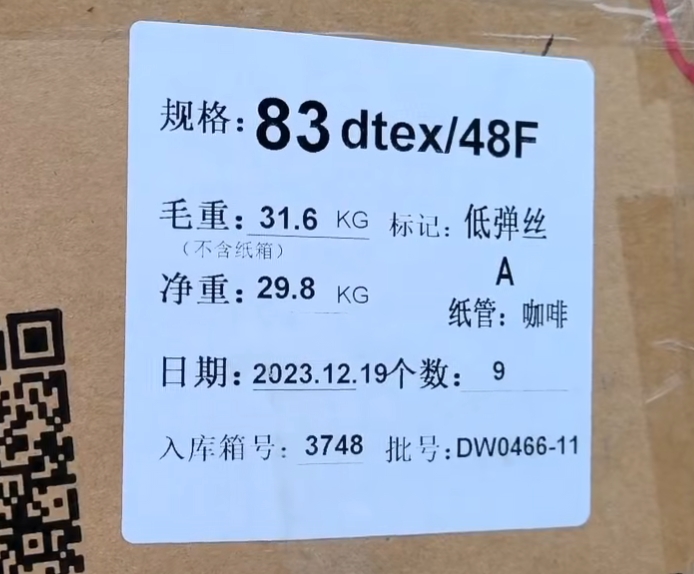 规格: 83 dtex/48F
毛重: 31.6 KG 标记: 低弹丝
(不含纸箱)
A
净重: 29.8 KG
纸管: 咖啡
日期: 2023.12.19 个数: 9
入库箱号: 3748 批号: DW0466-11